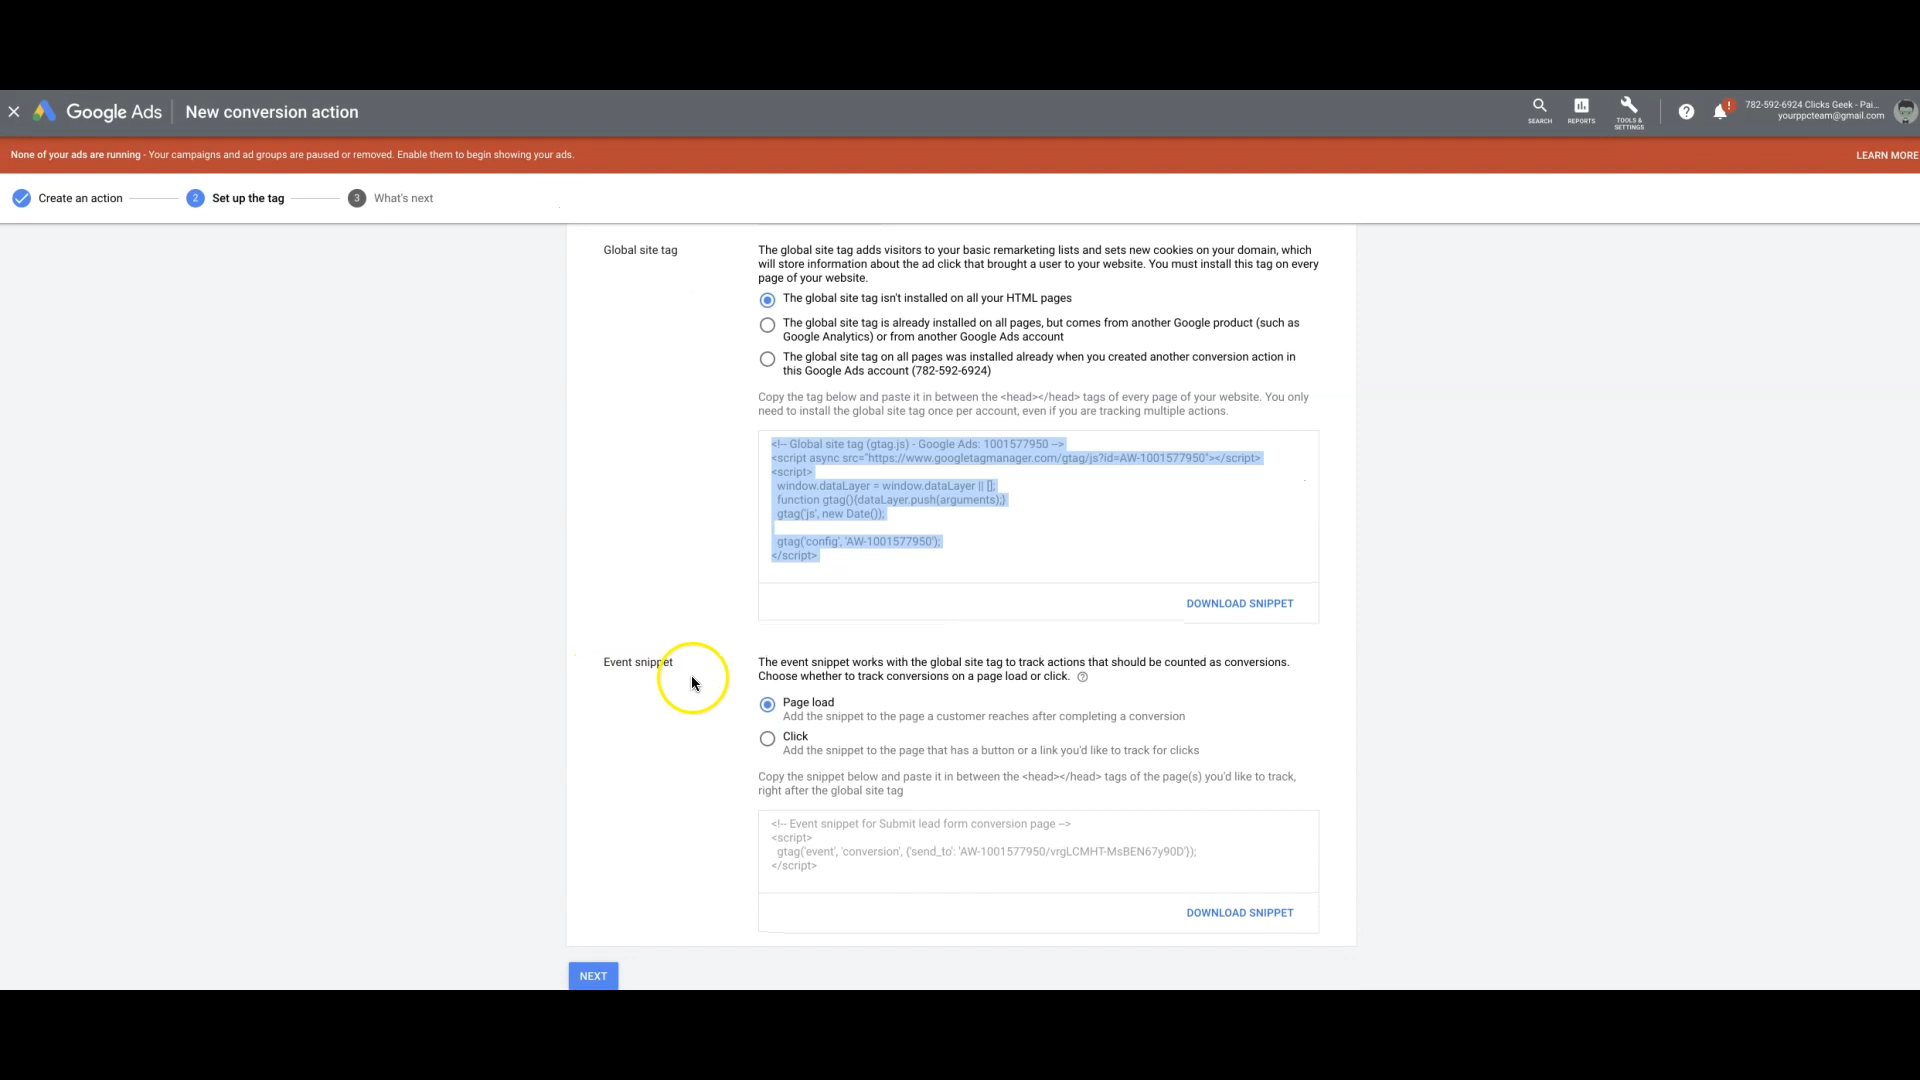 Google Ads New conversion action
SEARCH
REPORTS
TOOLS &
SETTINGS
782-592-6924 Clicks Geek - Pai...
yourppcteam@gmail.com
None of your ads are running - Your campaigns and ad groups are paused or removed. Enable them to begin showing your ads.
LEARN MORE
Create an action
2 Set up the tag
3 What's next
Global site tag
The global site tag adds visitors to your basic remarketing lists and sets new cookies on your domain, which
will store information about the ad click that brought a user to your website. You must install this tag on every
page of your website.
The global site tag isn't installed on all your HTML pages
The global site tag is already installed on all pages, but comes from another Google product (such as
Google Analytics) or from another Google Ads account
The global site tag on all pages was installed already when you created another conversion action in
this Google Ads account (782-592-6924)
Copy the tag below and paste it in between the <head></head> tags of every page of your website. You only
need to install the global site tag once per account, even if you are tracking multiple actions.
<!-- Global site tag (gtag.js) - Google Ads: 1001577950 -->
<script async src="https://www.googletagmanager.com/gtag/js?id=AW-1001577950"></script>
<script>
window.dataLayer = window.dataLayer || [];
function gtag(){dataLayer.push(arguments);}
gtag('js', new Date());
gtag('config', 'AW-1001577950');
</script>
DOWNLOAD SNIPPET
Event snippet
The event snippet works with the global site tag to track actions that should be counted as conversions.
Choose whether to track conversions on a page load or click.
Page load
Add the snippet to the page a customer reaches after completing a conversion
Click
Add the snippet to the page that has a button or a link you'd like to track for clicks
Copy the snippet below and paste it in between the <head></head> tags of the page(s) you'd like to track,
right after the global site tag
<!-- Event snippet for Submit lead form conversion page -->
<script>
gtag('event', 'conversion', {'send_to': 'AW-1001577950/vrgLCMHT-MsBEN67y90D'});
</script>
DOWNLOAD SNIPPET
NEXT